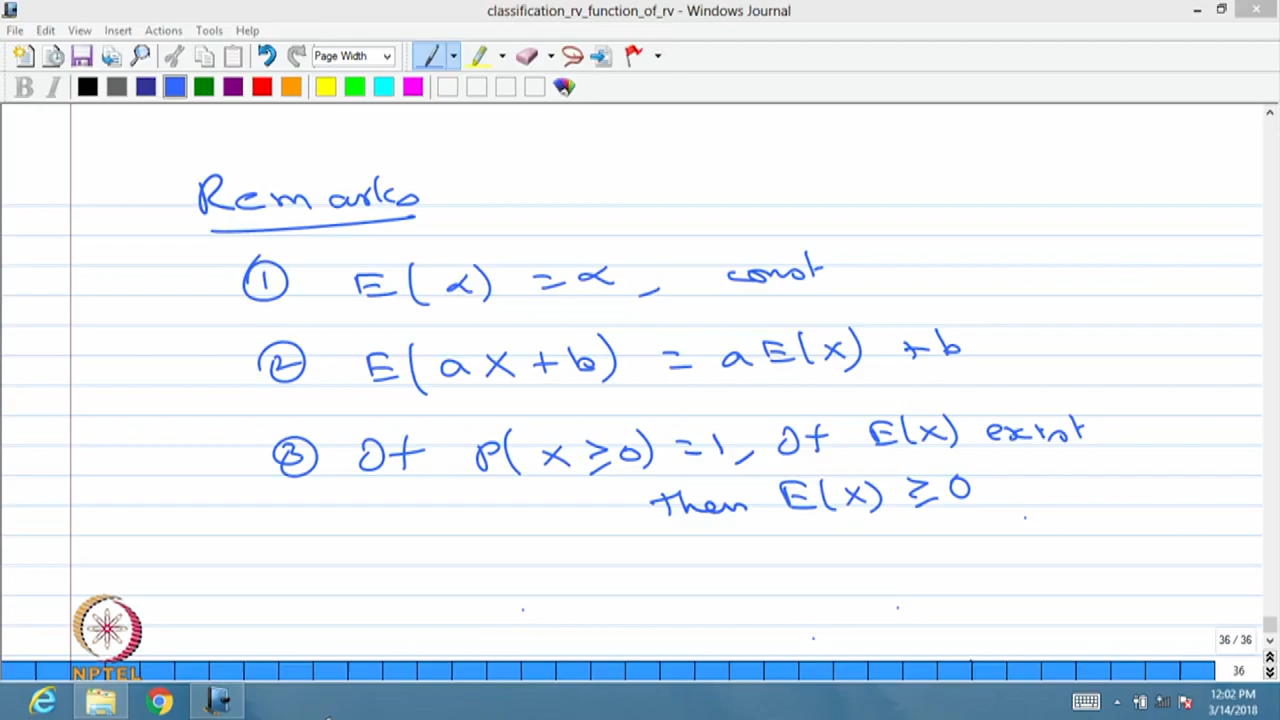 classification_rv_function_of_rv - Windows Journal
File Edit View Insert Actions Tools Help
Page Width
B I
Remarks
① E(α) = α, const
② E(aX+b) = aE(X) +b
③ If P(X ≥0) =1, If E(X) exist
then E(X) ≥ 0
36 / 36
NPTEL
36
12:02 PM
3/14/2018